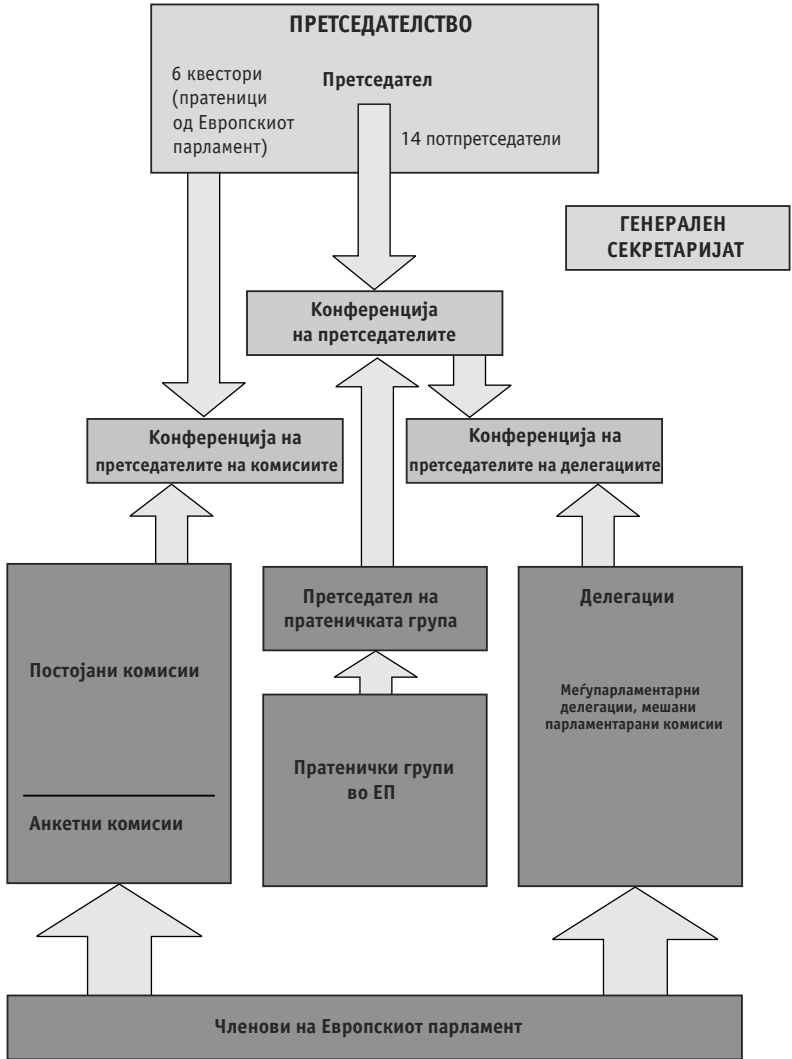 ПРЕТСЕДАТЕЛСТВО
6 квестори
(пратеници
од Европскиот
парламент)
Претседател
14 потпретседатели
ГЕНЕРАЛЕН
СЕКРЕТАРИЈАТ
Конференција
на претседателите
Конференција на
претседателите на комисиите
Конференција на
претседателите на делегациите
Постојани комисии
Анкетни комисии
Претседател на
пратеничката група
Пратенички групи
во ЕП
Делегации
Меѓупарламентарни
делегации, мешани
парламентарани комисии
Членови на Европскиот парламент